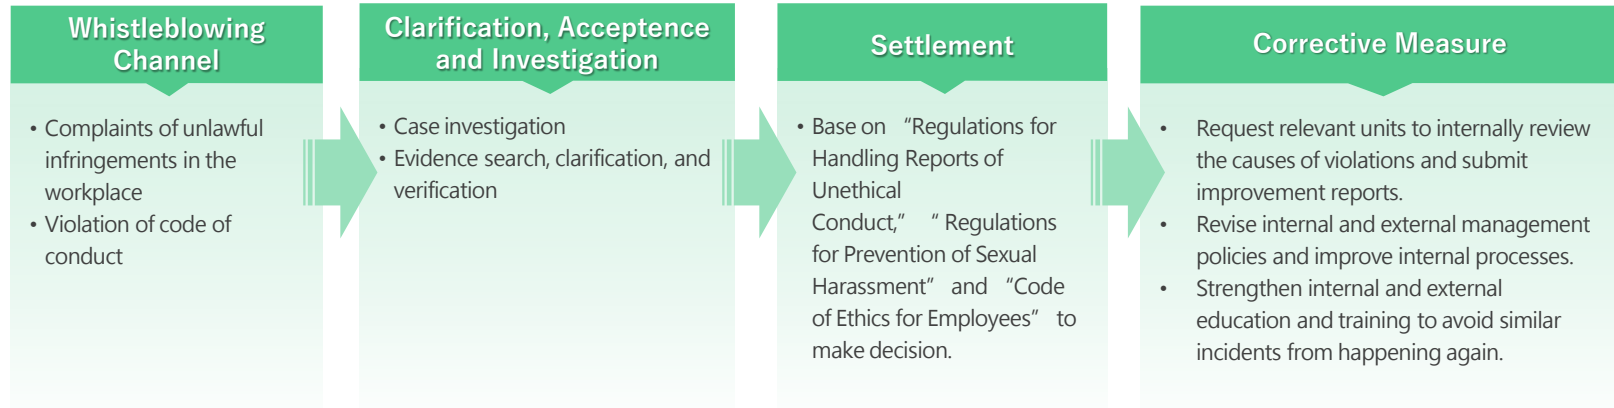 Whistleblowing
Channel
• Complaints of unlawful
infringements in the
workplace
• Violation of code of
conduct
Clarification, Acceptance
and Investigation
• Case investigation
• Evidence search, clarification, and
verification
Settlement
• Base on “Regulations for
Handling Reports of
Unethical
Conduct,” “ Regulations
for Prevention of Sexual
Harassment” and “Code
of Ethics for Employees” to
make decision.
Corrective Measure
• Request relevant units to internally review
the causes of violations and submit
improvement reports.
• Revise internal and external management
policies and improve internal processes.
• Strengthen internal and external
education and training to avoid similar
incidents from happening again.